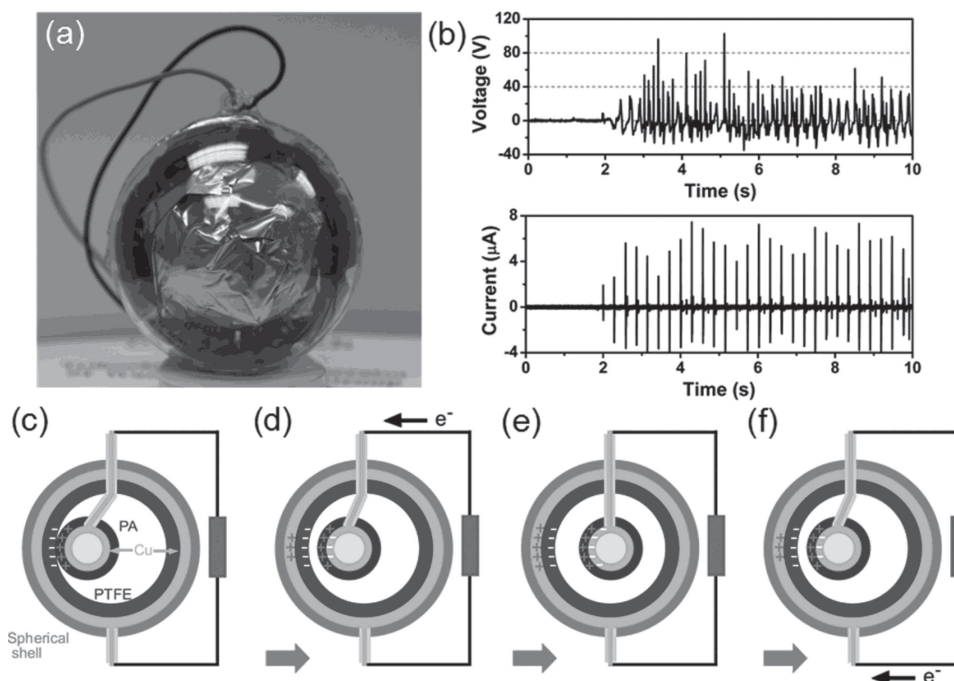 (a)
(b)
Voltage (V)
120
80
40
0
-40
0 2 4 6 8 10
Time (s)
Current (µA)
8
4
0
-4
0 2 4 6 8 10
Time (s)
(c)
(d)
(e)
(f)
e-
PA
Cu
PTFE
Spherical
shell
e-